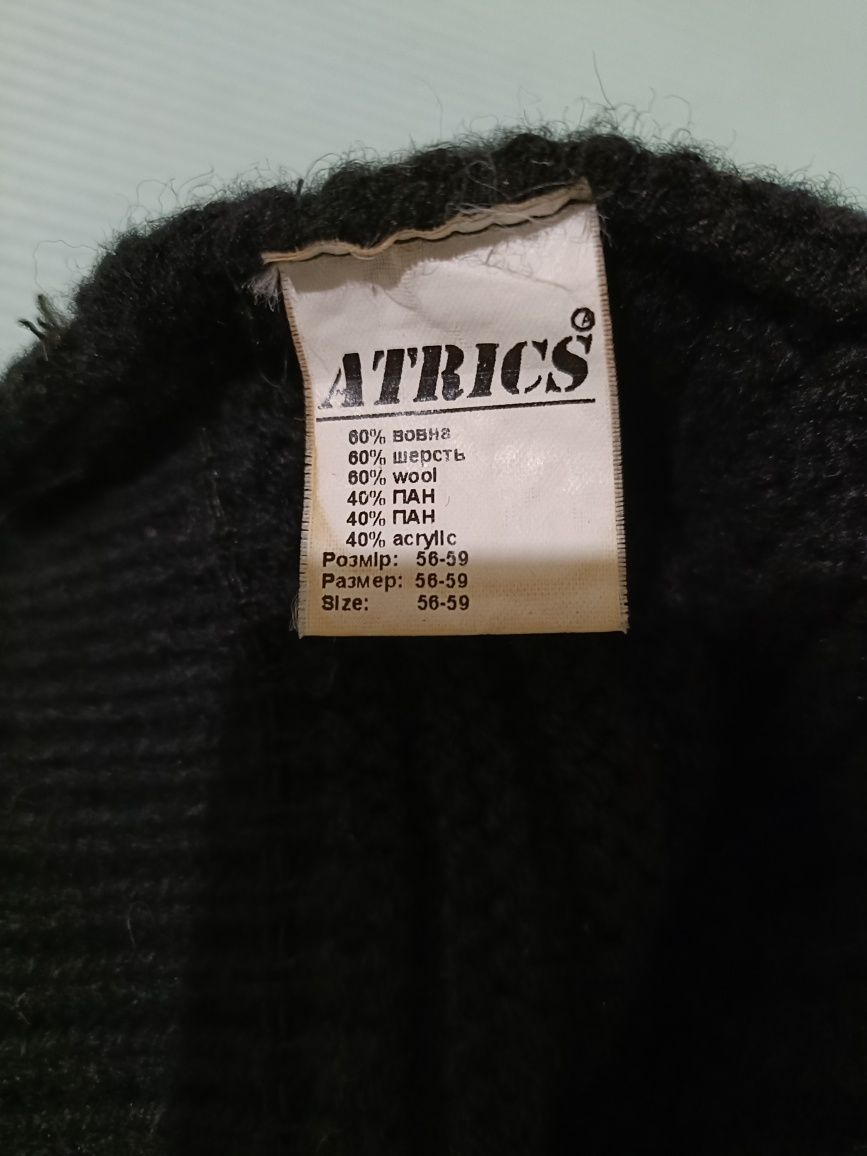 ATRICS
60% вовна
60% шерсть
60% wool
40% ПАН
40% ПАН
40% acrylic
Розмір: 56-59
Размер: 56-59
Size: 56-59